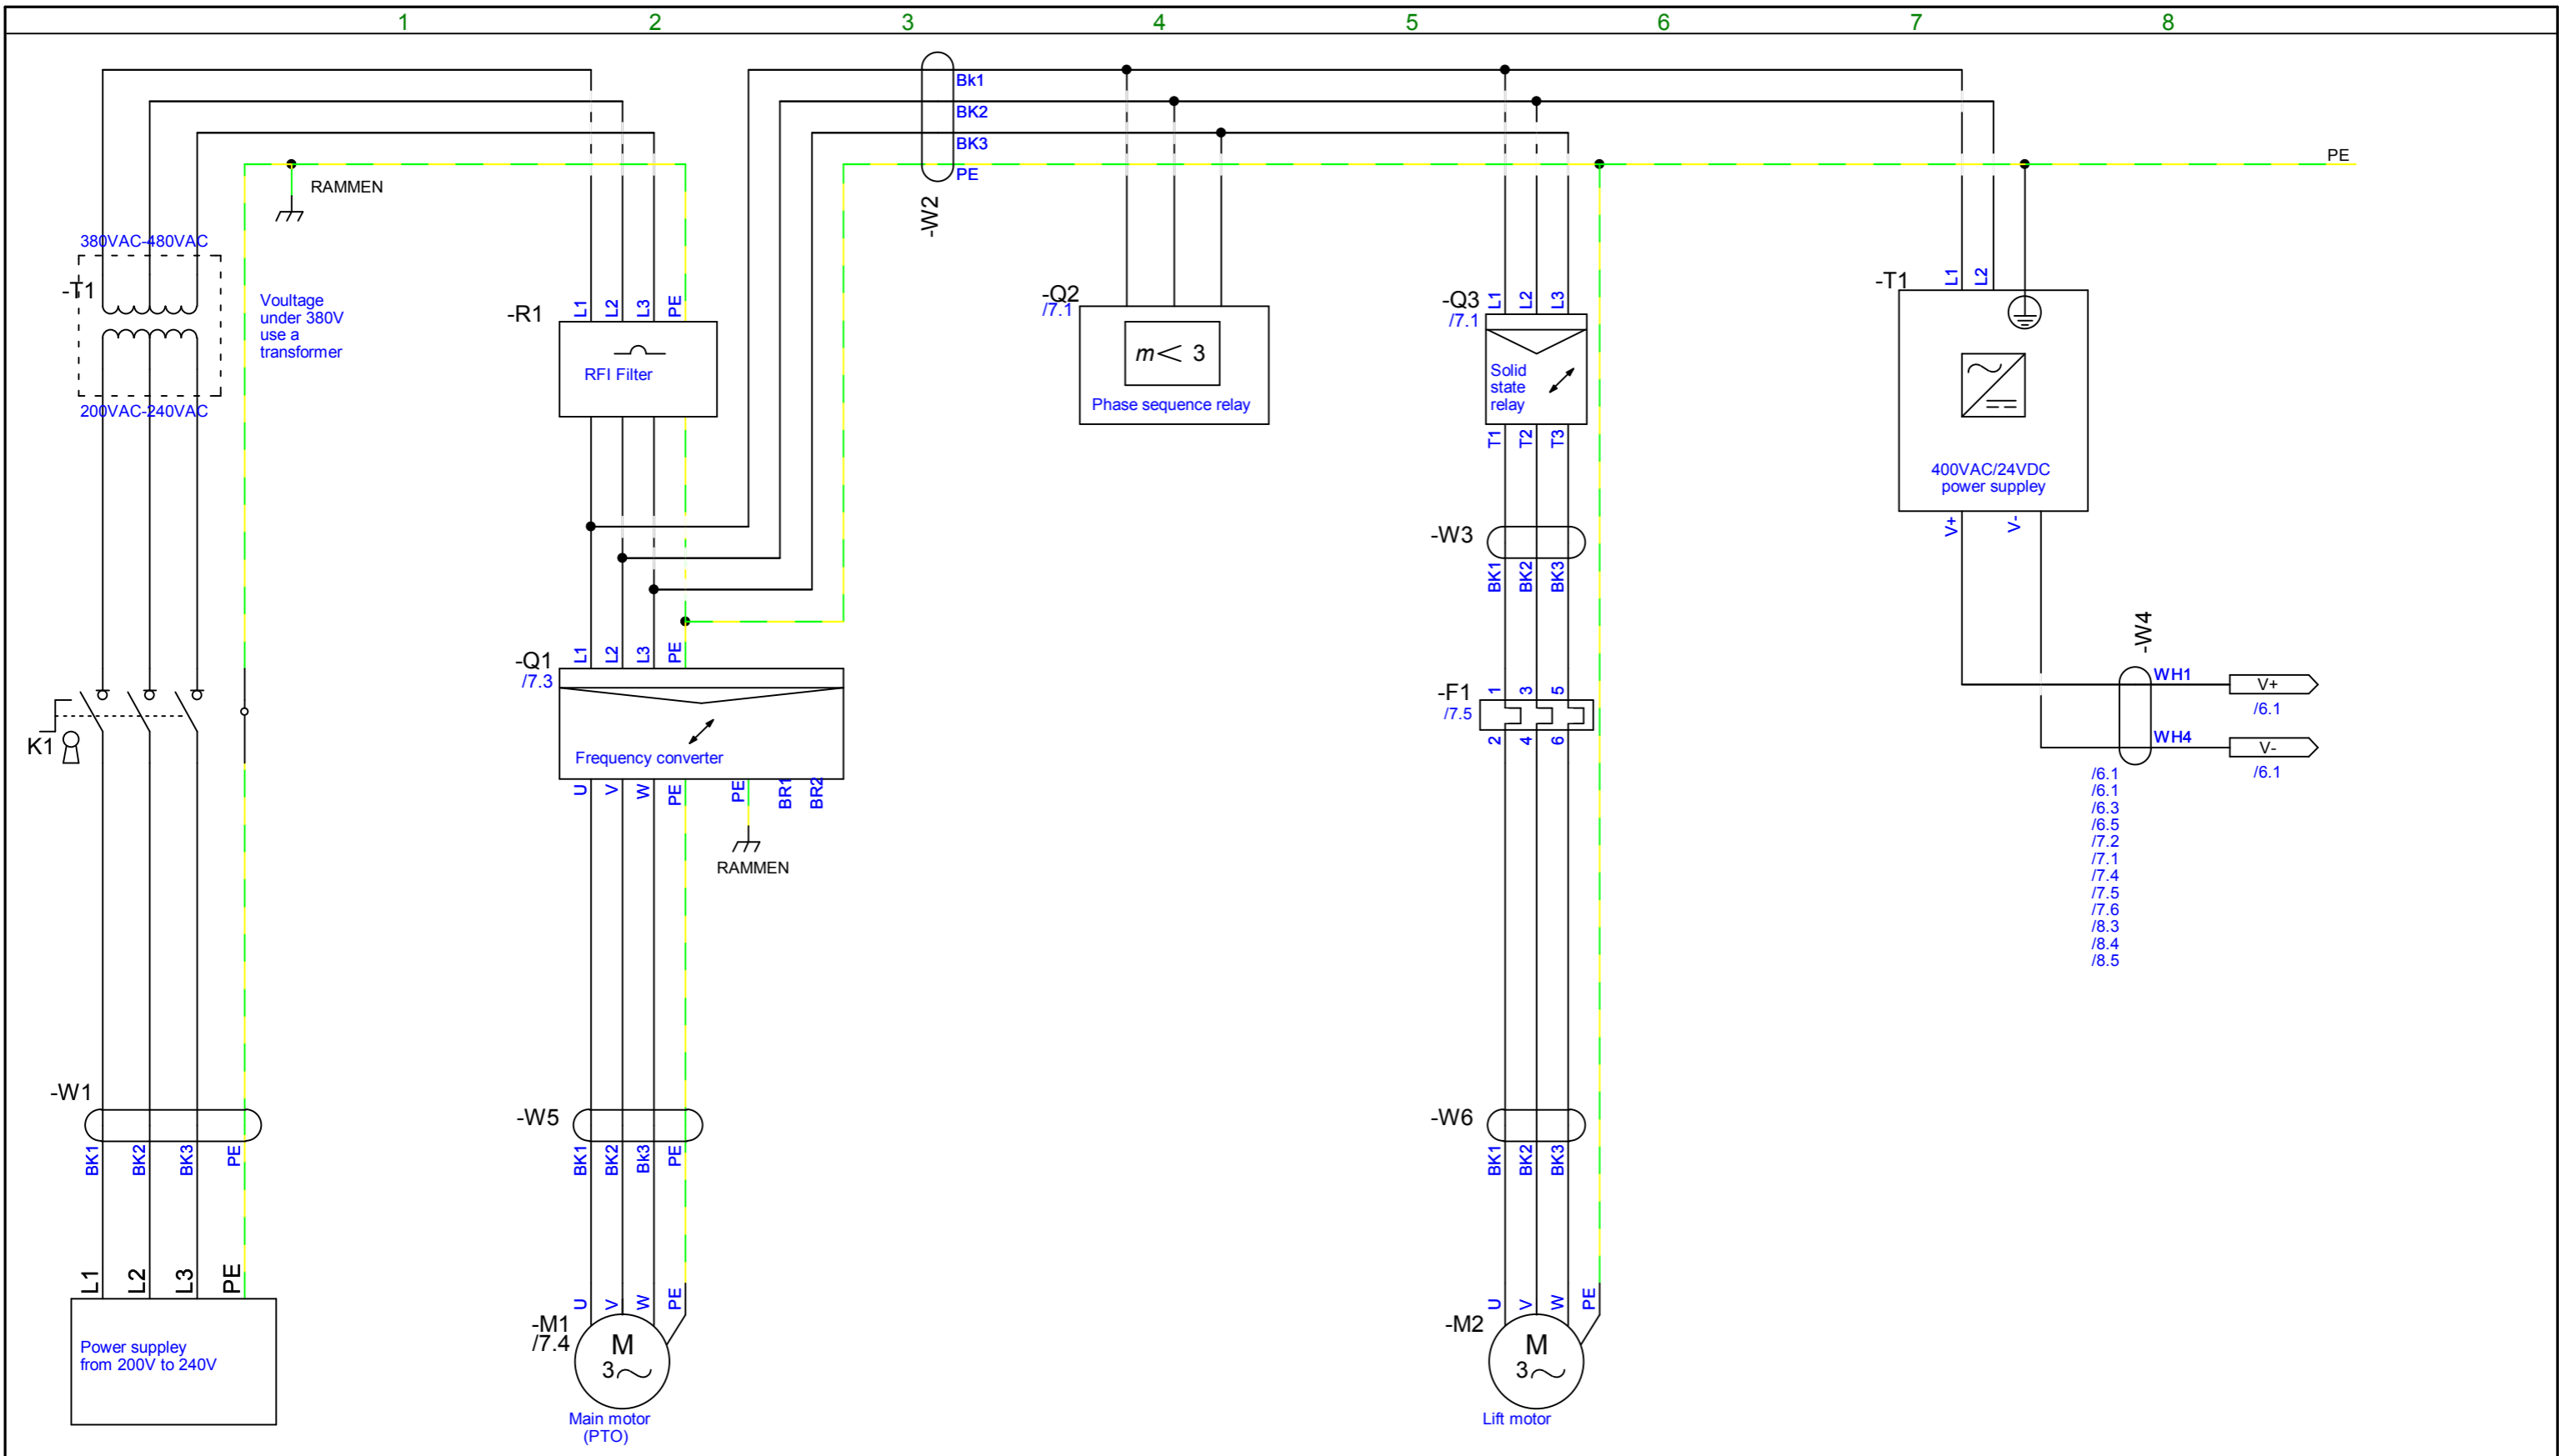 1 2 3 4 5 6 7 8
Bk1
BK2
BK3
PE
-W2
PE
RAMMEN
380VAC-480VAC
-T1
200VAC-240VAC
Voultage
under 380V
use a
transformer
-R1
L1 L2 L3 PE
RFI Filter
-Q2
/7.1
m< 3
Phase sequence relay
-Q3
/7.1
L1 L2 L3
Solid
state
relay
T1 T2 T3
-T1
L1 L2
400VAC/24VDC
power suppley
V+ V-
-W3
BK1 BK2 BK3
-W4
WH1
V+
/6.1
WH4
V-
/6.1
/6.1
/6.1
/6.3
/6.5
/7.2
/7.1
/7.4
/7.5
/7.6
/8.3
/8.4
/8.5
-Q1
/7.3
L1 L2 L3 PE
Frequency converter
U V W PE PE BR1 BR2
RAMMEN
-F1
/7.5
1 3 5
2 4 6
K1
-W1
BK1 BK2 BK3 PE
-W5
BK1 BK2 Bk3 PE
-W6
BK1 BK2 BK3
L1 L2 L3 PE
Power suppley
from 200V to 240V
-M1
/7.4
U V W PE
M
3
Main motor
(PTO)
-M2
U V W PE
M
3
Lift motor